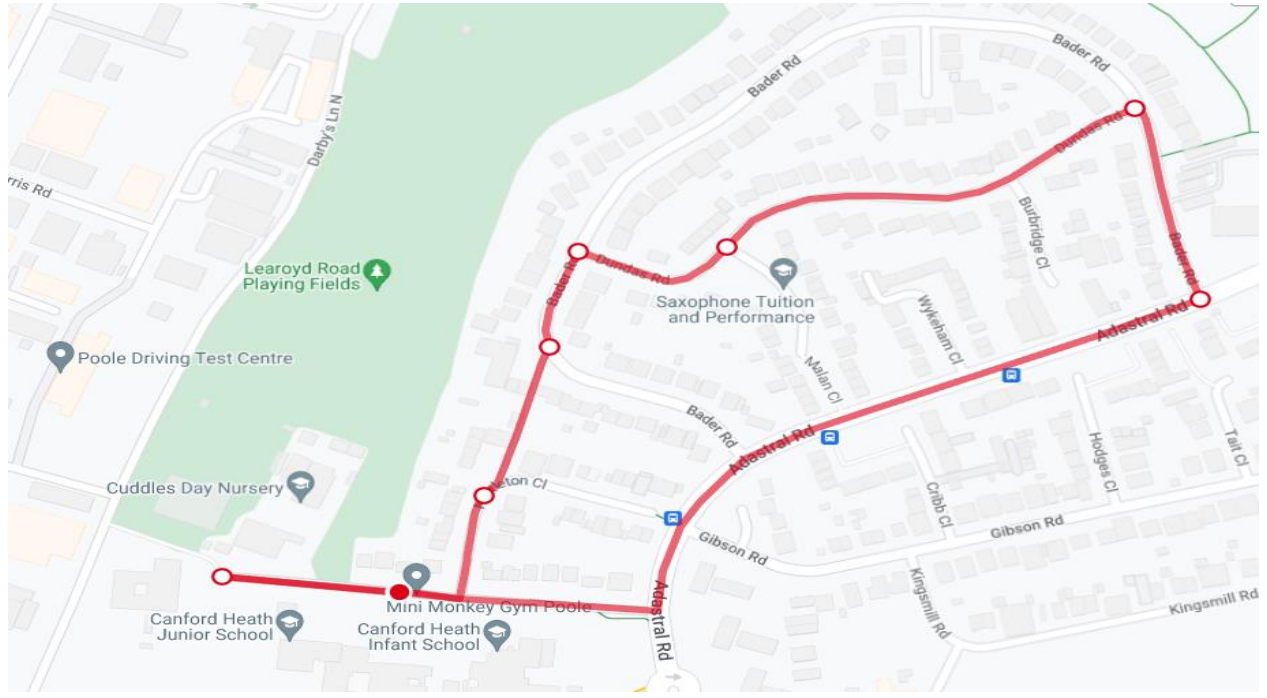 Bader Rd
Bader Rd
Dundas Rd
Darby's Ln N
rris Rd
Burbridge Cl
Bader Rd
Learoyd Road
Playing Fields
Bader Rd
Dundas Rd
Saxophone Tuition
and Performance
Wykeham Cl
Adastral Rd
Poole Driving Test Centre
Malan Cl
Bader Rd
Adastral Rd
Hodges Cl
Tait Cl
Cuddles Day Nursery
leton Cl
Cribb Cl
Gibson Rd
Gibson Rd
Mini Monkey Gym Poole
Canford Heath
Junior School
Canford Heath
Infant School
Adastral Rd
Kingsmill Rd
Kingsmill Rd